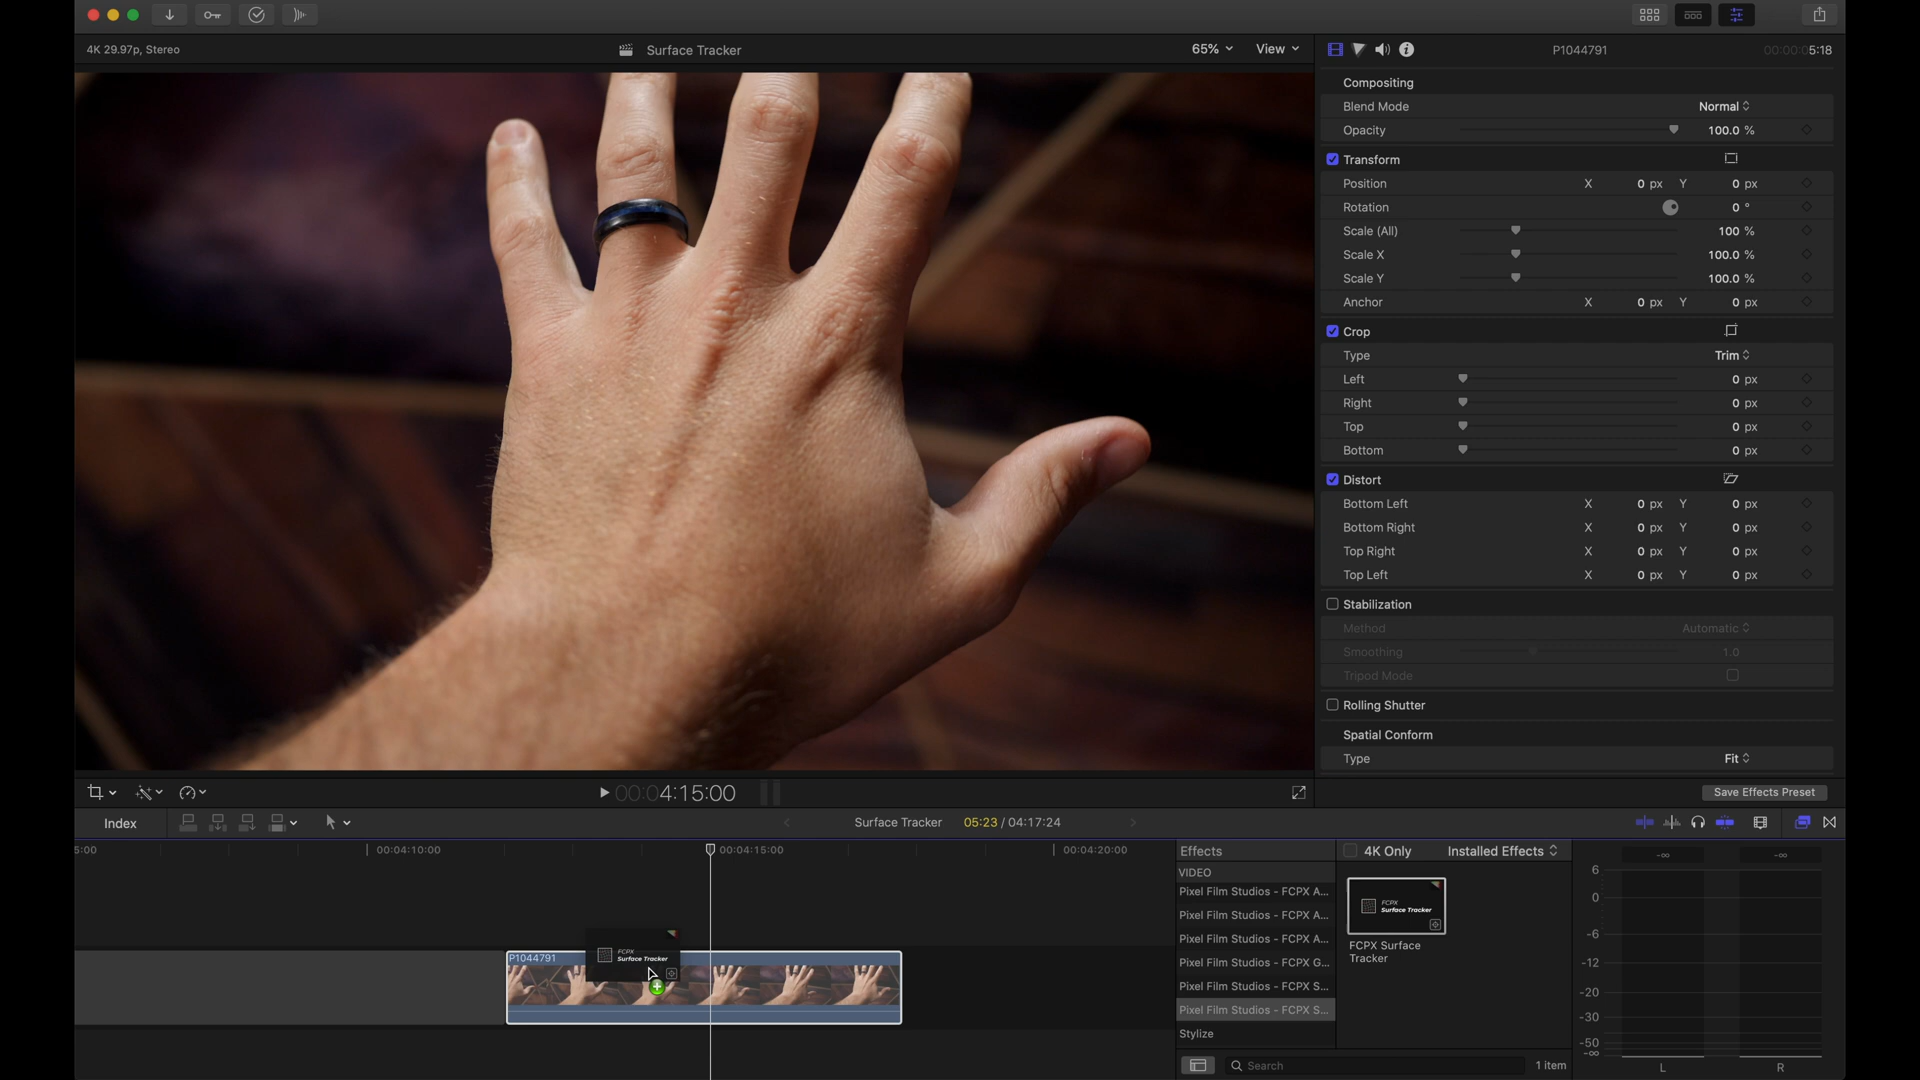 4K 29.97p, Stereo
Surface Tracker
65%
View
P1044791
00:00:05:18
Compositing
Blend Mode Normal
Opacity 100.0 %
Transform
Position X 0 px Y 0 px
Rotation 0 °
Scale (All) 100 %
Scale X 100.0 %
Scale Y 100.0 %
Anchor X 0 px Y 0 px
Crop
Type Trim
Left 0 px
Right 0 px
Top 0 px
Bottom 0 px
Distort
Bottom Left X 0 px Y 0 px
Bottom Right X 0 px Y 0 px
Top Right X 0 px Y 0 px
Top Left X 0 px Y 0 px
Stabilization
Method Automatic
Smoothing 1.0
Tripod Mode
Rolling Shutter
Spatial Conform
Type Fit
00:04:15:00
Save Effects Preset
Index
Surface Tracker
05:23 / 04:17:24
5:00
00:04:10:00
00:04:15:00
00:04:20:00
P1044791
FCPX
Surface Tracker
Effects
4K Only
Installed Effects
VIDEO
Pixel Film Studios - FCPX A...
Pixel Film Studios - FCPX A...
Pixel Film Studios - FCPX A...
Pixel Film Studios - FCPX G...
Pixel Film Studios - FCPX S...
Pixel Film Studios - FCPX S...
Stylize
FCPX
Surface Tracker
FCPX Surface
Tracker
Search
1 item
-∞ -∞
6
0
-6
-12
-20
-30
-50
-∞
L R